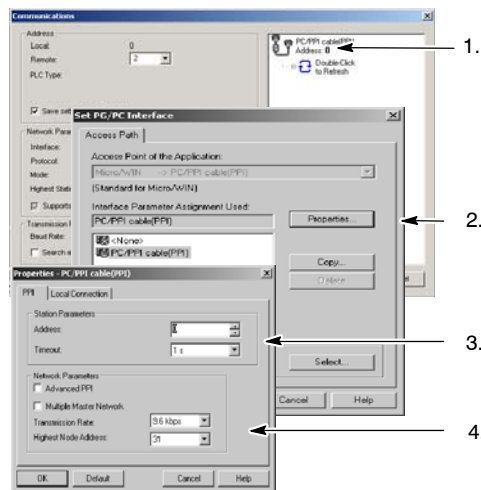 Communications
Address
Local: 0
Remote: 2
PLC Type:
Save set
Network Para
Interface:
Protocol:
Mode:
Highest Stati
Supports
Transmission
Baud Rate:
Search a
PC/PPI cable(PPI)
Address: 0
Double-Click
to Refresh
1.
Set PG/PC Interface
Access Path
Access Point of the Application:
Micro/WIN -> PC/PPI cable(PPI)
(Standard for Micro/WIN)
Interface Parameter Assignment Used:
PC/PPI cable(PPI)
Properties...
2.
<None>
PC/PPI cable(PPI)
Copy...
Delete
Select...
Cancel
Help
Properties - PC/PPI cable(PPI)
PPI
Local Connection
Station Parameters
Address:
Timeout: 1 s
3.
Network Parameters
Advanced PPI
Multiple Master Network
Transmission Rate: 9.6 kbps
Highest Node Address: 31
4
OK
Default
Cancel
Help